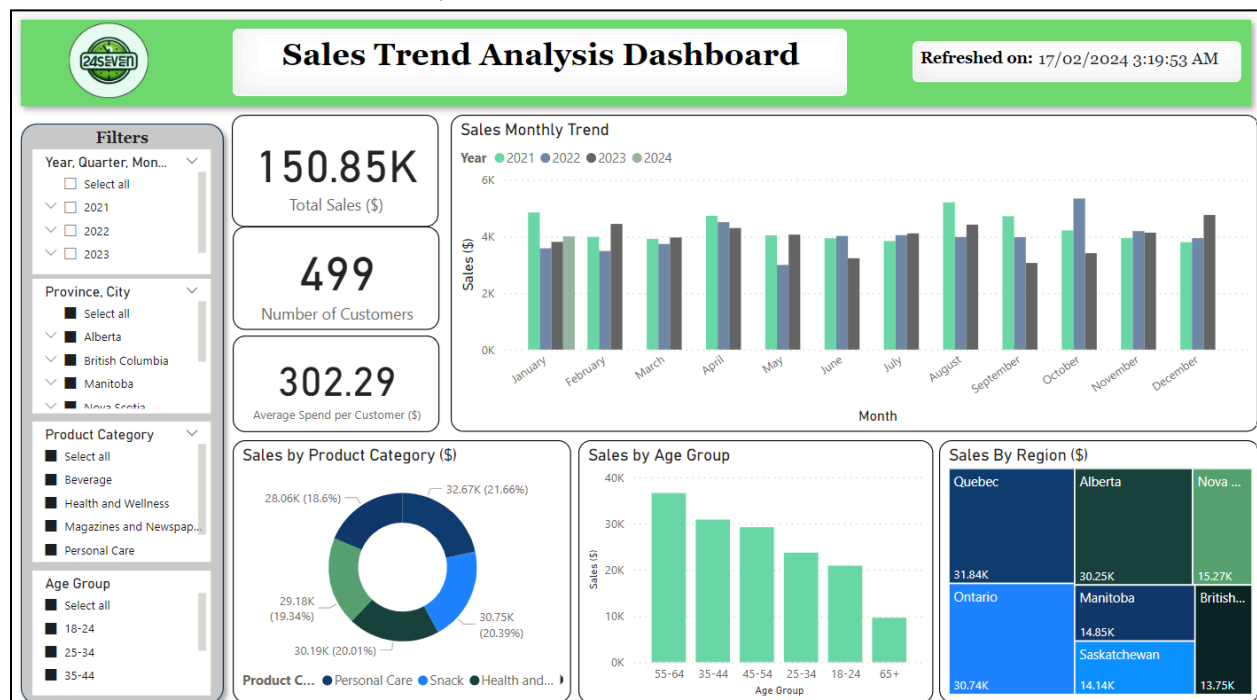 24SEVEN
Sales Trend Analysis Dashboard
Refreshed on: 17/02/2024 3:19:53 AM
Filters
Year, Quarter, Mon...
Select all
2021
2022
2023
Province, City
Select all
Alberta
British Columbia
Manitoba
Nova Scotia
Product Category
Select all
Beverage
Health and Wellness
Magazines and Newspap...
Personal Care
Age Group
Select all
18-24
25-34
35-44
150.85K
Total Sales ($)
499
Number of Customers
302.29
Average Spend per Customer ($)
Sales Monthly Trend
Year 2021 2022 2023 2024
6K
4K
2K
0K
Sales ($)
January February March April May June July August September October November December
Month
Sales by Product Category ($)
28.06K (18.6%)
32.67K (21.66%)
29.18K
(19.34%)
30.75K
(20.39%)
30.19K (20.01%)
Product C... Personal Care Snack Health and...
Sales by Age Group
40K
30K
20K
10K
0K
Sales ($)
55-64 35-44 45-54 25-34 18-24 65+
Age Group
Sales By Region ($)
Quebec
31.84K
Ontario
30.74K
Alberta
30.25K
Nova ...
15.27K
Manitoba
14.85K
Saskatchewan
14.14K
British...
13.75K